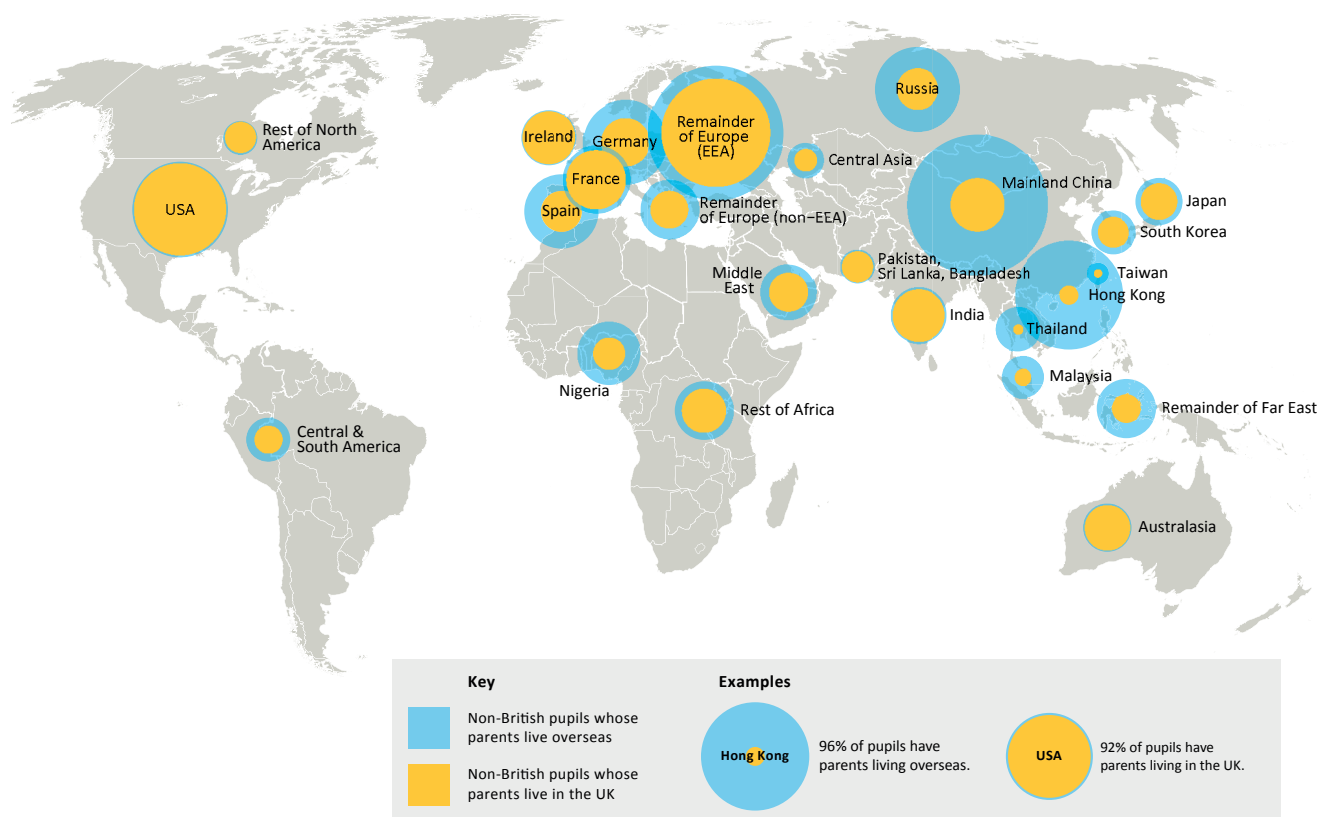 Rest of North
America
USA
Ireland
Germany
France
Spain
Remainder
of Europe
(EEA)
Remainder
of Europe (non−EEA)
Russia
Central Asia
Mainland China
Japan
South Korea
Taiwan
Hong Kong
Pakistan,
Sri Lanka, Bangladesh
India
Middle
East
Thailand
Malaysia
Remainder of Far East
Nigeria
Rest of Africa
Central &
South America
Australasia
Key
Non-British pupils whose
parents live overseas
Non-British pupils whose
parents live in the UK
Examples
Hong Kong
96% of pupils have
parents living overseas.
USA
92% of pupils have
parents living in the UK.